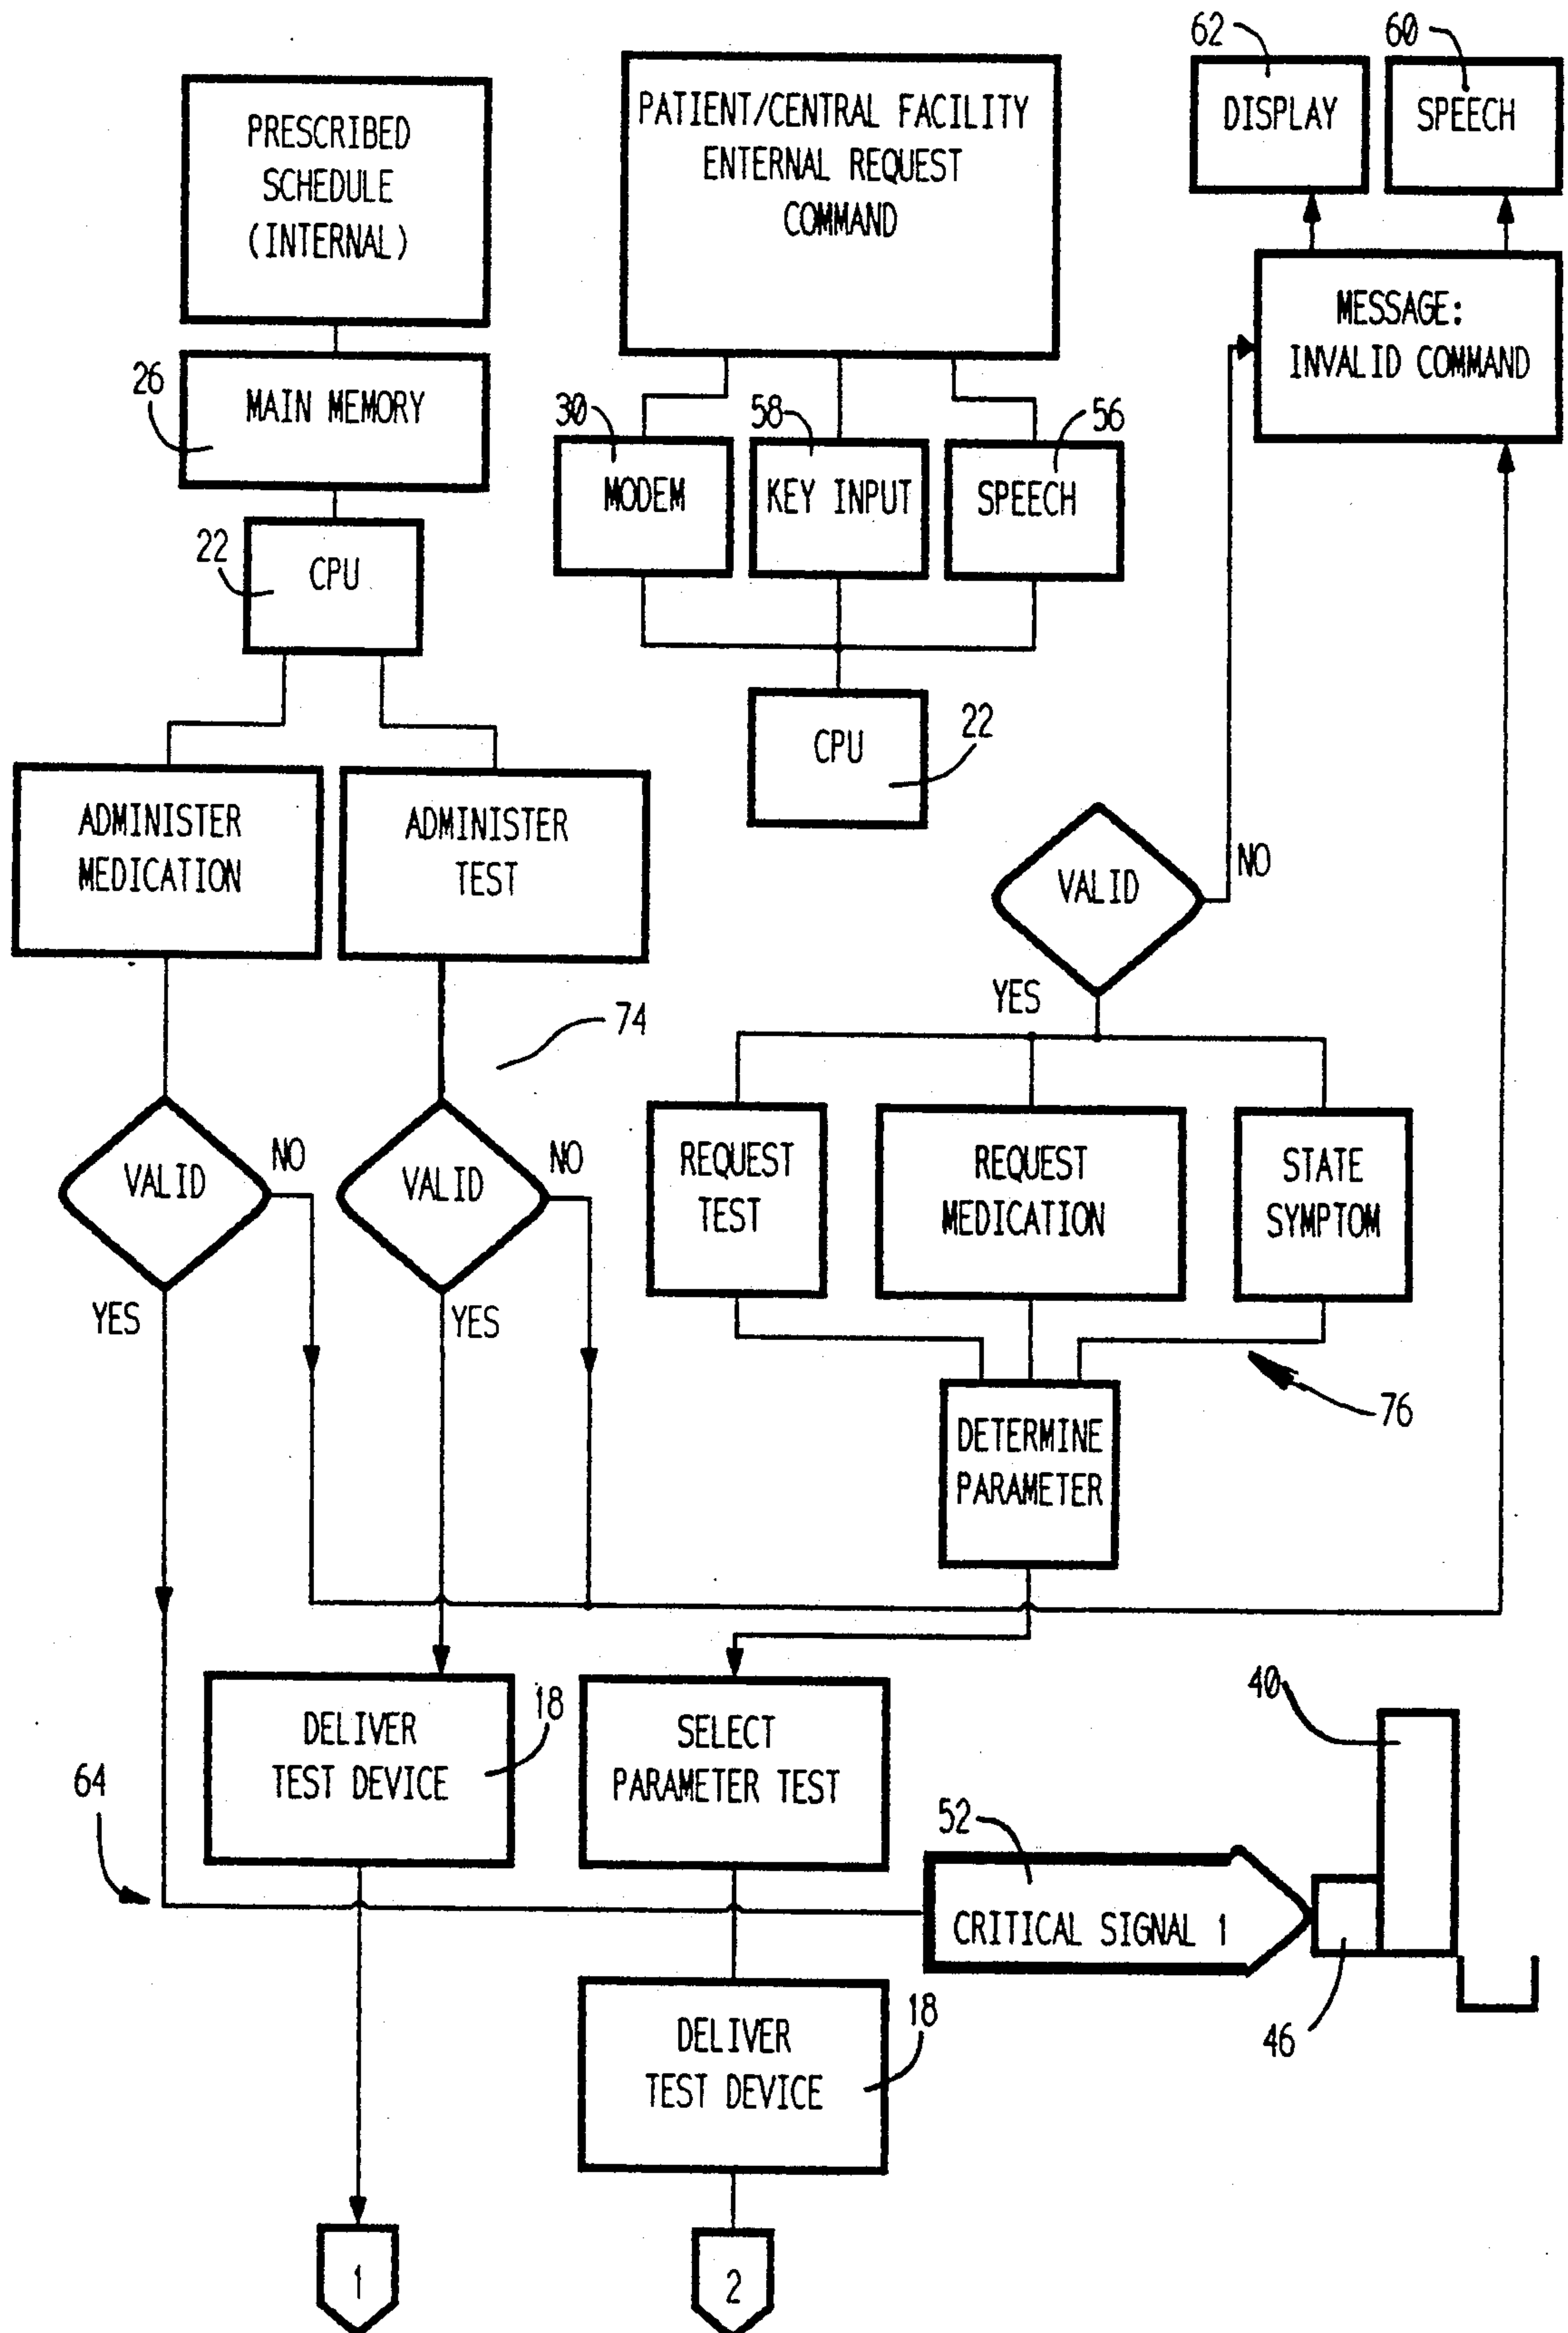 62
60
DISPLAY
SPEECH
PRESCRIBED
SCHEDULE
(INTERNAL)
PATIENT/CENTRAL FACILITY
ENTERNAL REQUEST
COMMAND
MESSAGE:
INVALID COMMAND
26
MAIN MEMORY
30
58
56
MODEM
KEY INPUT
SPEECH
22
CPU
CPU
22
ADMINISTER
MEDICATION
ADMINISTER
TEST
VALID
NO
YES
74
VALID
NO
YES
VALID
NO
YES
REQUEST
TEST
REQUEST
MEDICATION
STATE
SYMPTOM
76
DETERMINE
PARAMETER
DELIVER
TEST DEVICE
18
SELECT
PARAMETER TEST
40
64
52
CRITICAL SIGNAL 1
46
DELIVER
TEST DEVICE
18
1
2